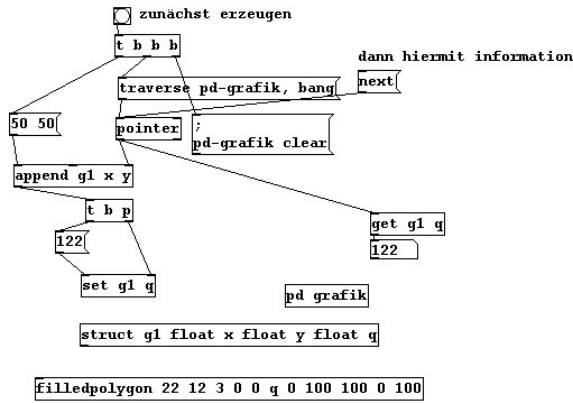 zunächst erzeugen
t b b b
dann hiermit information
traverse pd-grafik, bang
next
50 50
pointer
;
pd-grafik clear
append g1 x y
t b p
get g1 q
122
122
set g1 q
pd grafik
struct g1 float x float y float q
filledpolygon 22 12 3 0 0 q 0 100 100 0 100